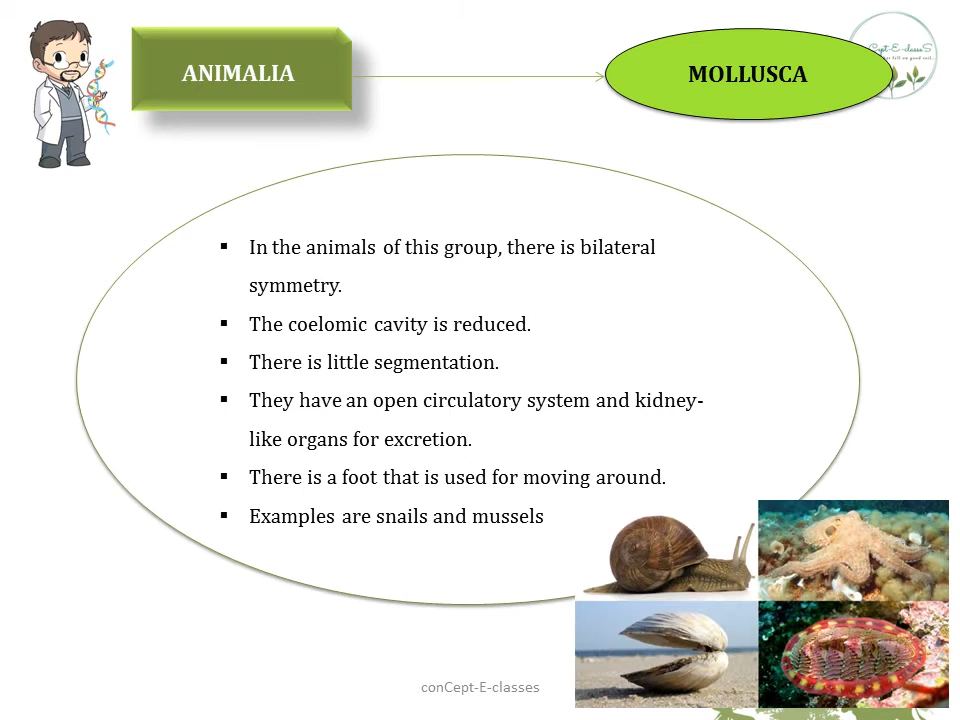 ANIMALIA
MOLLUSCA
Cept-E-classeS
▪ In the animals of this group, there is bilateral
symmetry.
▪ The coelomic cavity is reduced.
▪ There is little segmentation.
▪ They have an open circulatory system and kidney-
like organs for excretion.
▪ There is a foot that is used for moving around.
▪ Examples are snails and mussels
conCept-E-classes